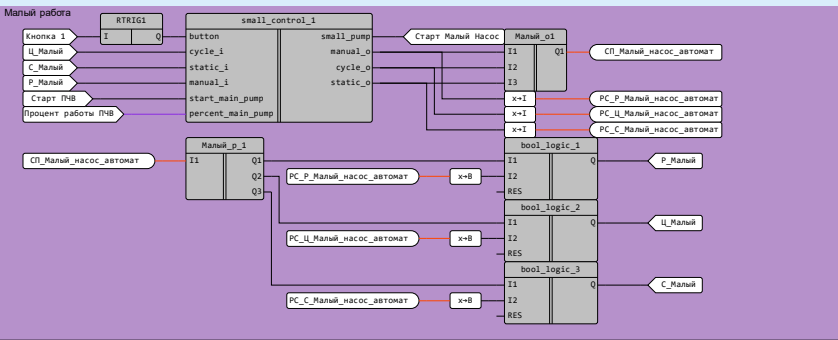 Малый работа
RTRIG1
small_control_1
Кнопка 1
I
Q
button
small_pump
Старт Малый Насос
Малый_о1
Ц_Малый
cycle_i
manual_o
I1
Q1
СП_Малый_насос_автомат
С_Малый
static_i
cycle_o
I2
Р_Малый
manual_i
static_o
I3
Старт ПЧВ
start_main_pump
x→I
РС_Р_Малый_насос_автомат
Процент работы ПЧВ
percent_main_pump
x→I
РС_Ц_Малый_насос_автомат
x→I
РС_С_Малый_насос_автомат
Малый_р_1
bool_logic_1
СП_Малый_насос_автомат
I1
Q1
I1
Q
Р_Малый
Q2
РС_Р_Малый_насос_автомат
x→B
I2
Q3
RES
bool_logic_2
I1
Q
Ц_Малый
РС_Ц_Малый_насос_автомат
x→B
I2
RES
bool_logic_3
I1
Q
С_Малый
РС_С_Малый_насос_автомат
x→B
I2
RES